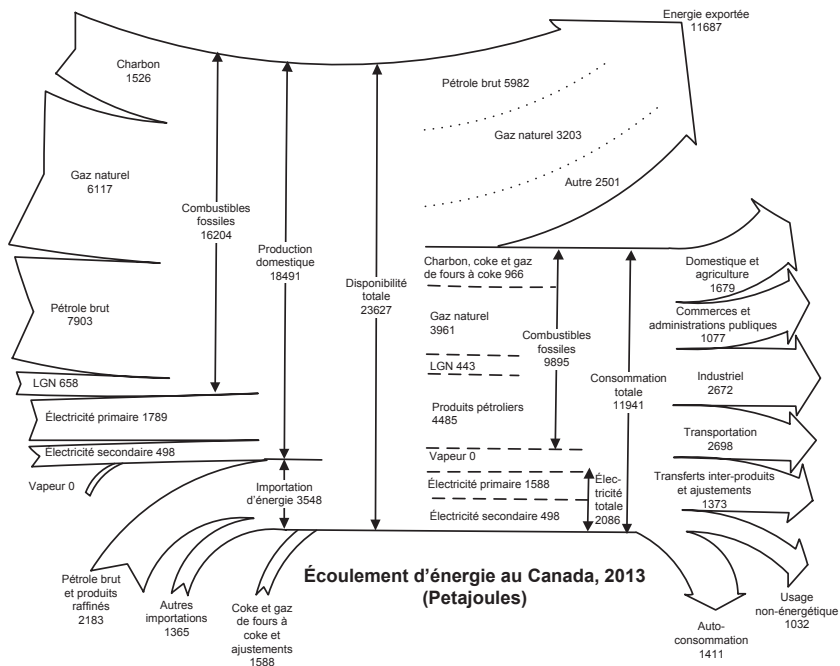 Energie exportée
11687
Charbon
1526
Pétrole brut 5982
Gaz naturel 3203
Gaz naturel
6117
Autre 2501
Combustibles
fossiles
16204
Production
domestique
18491
Disponibilité
totale
23627
Charbon, coke et gaz
de fours à coke 966
Domestique et
agriculture
1679
Pétrole brut
7903
Gaz naturel
3961
Combustibles
fossiles
9895
Commerces et
administrations publiques
1077
LGN 443
Consommation
totale
11941
Industriel
2672
LGN 658
Produits pétroliers
4485
Électricité primaire 1789
Transportation
2698
Électricité secondaire 498
Vapeur 0
Vapeur 0
Importation
d'énergie 3548
Électricité primaire 1588
Élec-
tricité
totale
2086
Transferts inter-produits
et ajustements
1373
Électricité secondaire 498
Écoulement d'énergie au Canada, 2013
(Petajoules)
Pétrole brut
et produits
raffinés
2183
Autres
importations
1365
Coke et gaz
de fours à
coke et
ajustements
1588
Usage
non-énergétique
1032
Auto-
consommation
1411